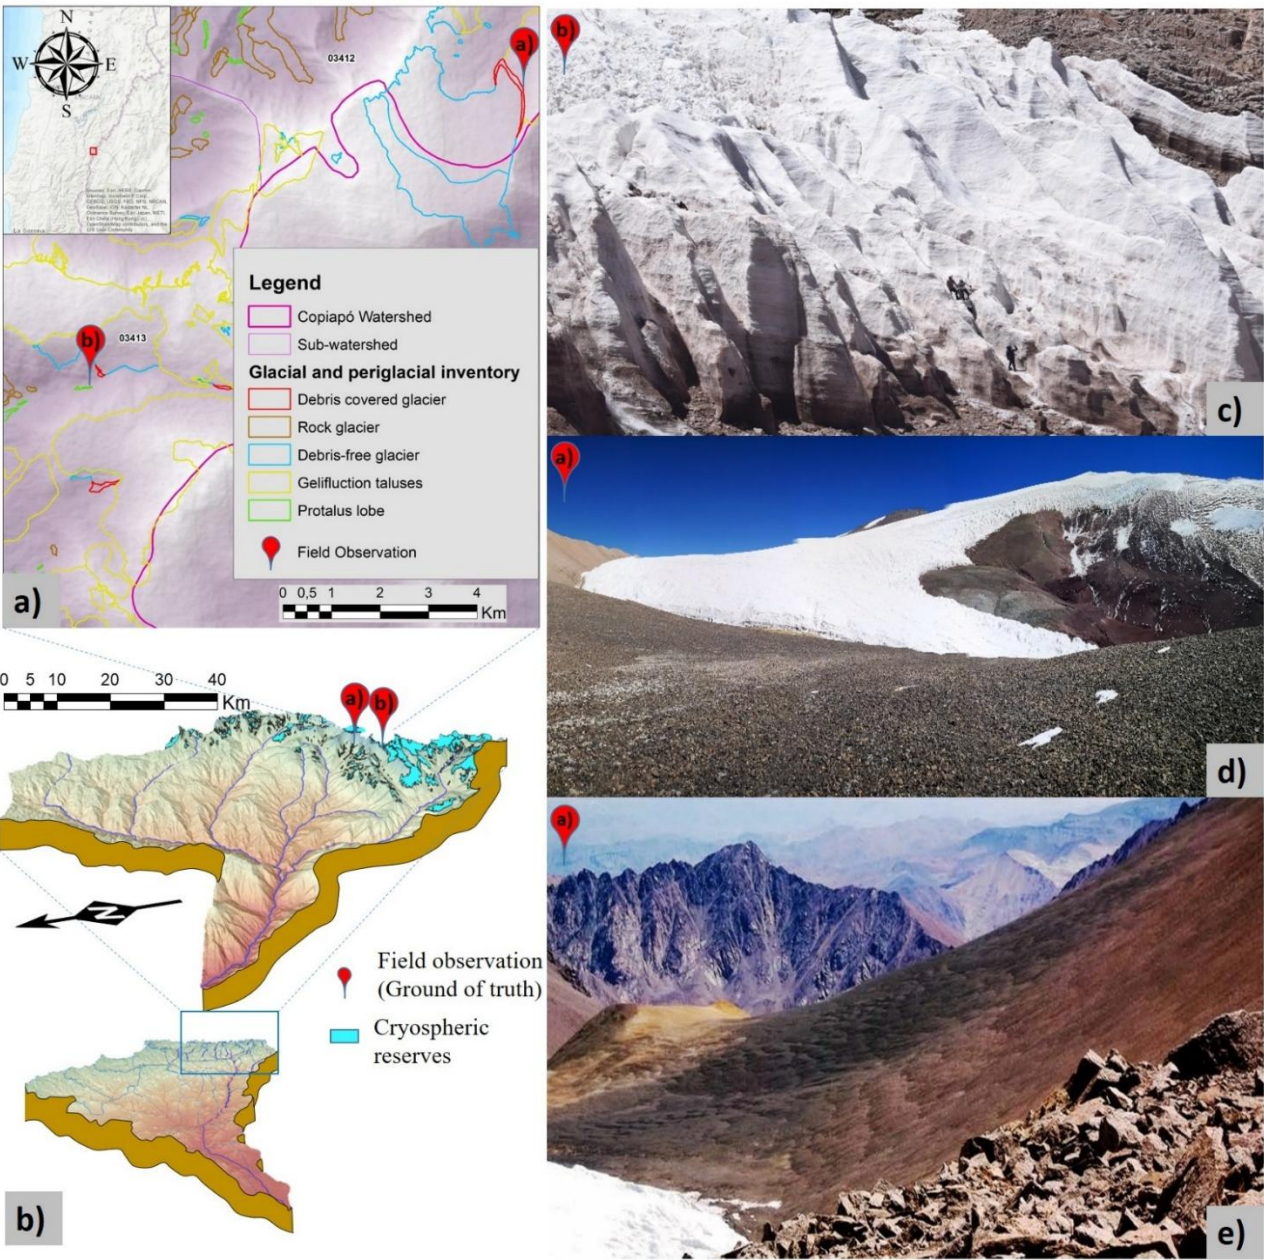 N
W
E
S
La Serena
03412
a)
b)
03413
Legend
Copiapó Watershed
Sub-watershed
Glacial and periglacial inventory
Debris covered glacier
Rock glacier
Debris-free glacier
Gelifluction taluses
Protalus lobe
Field Observation
0 0,5 1 2 3 4
Km
a)
0 5 10 20 30 40
Km
a) b)
N
Field observation
(Ground of truth)
Cryospheric
reserves
b)
b)
c)
a)
d)
a)
e)